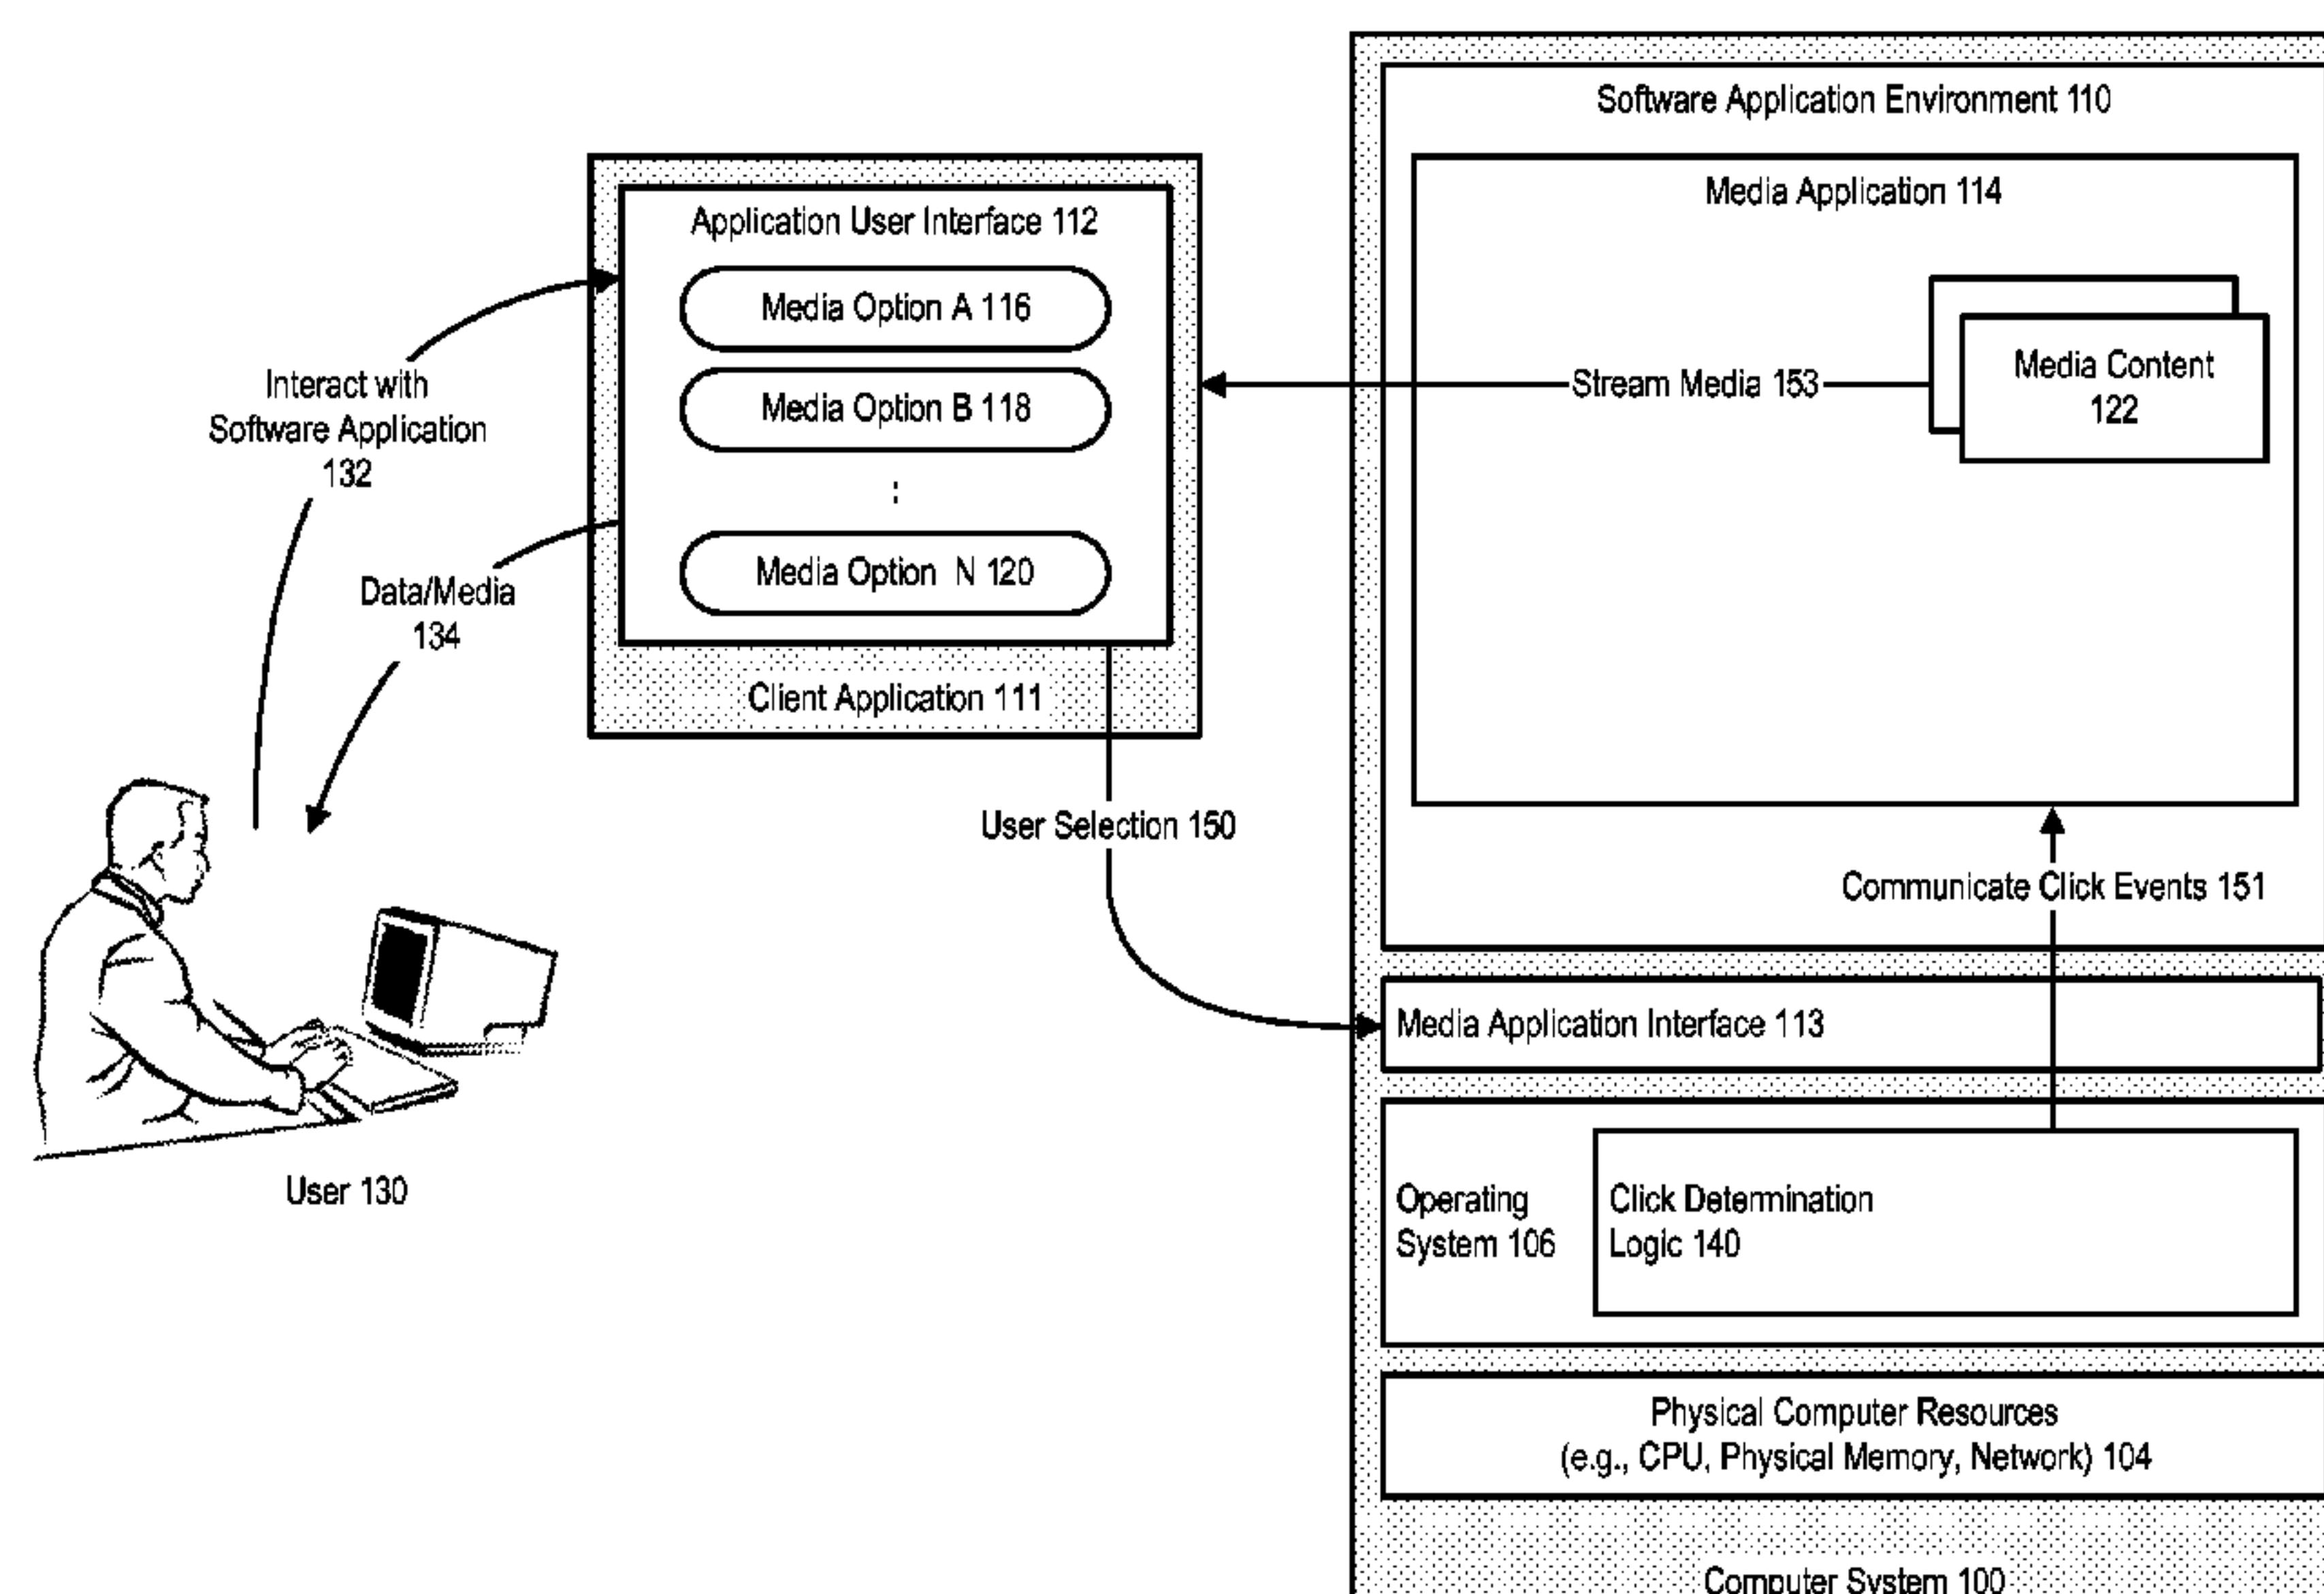 Software Application Environment 110
Media Application 114
Application User Interface 112
Media Option A 116
Media Option B 118
:
Media Option N 120
Client Application 111
Interact with
Software Application
132
Data/Media
134
Stream Media 153
Media Content
122
User Selection 150
Communicate Click Events 151
Media Application Interface 113
User 130
Operating
System 106
Click Determination
Logic 140
Physical Computer Resources
(e.g., CPU, Physical Memory, Network) 104
Computer System 100